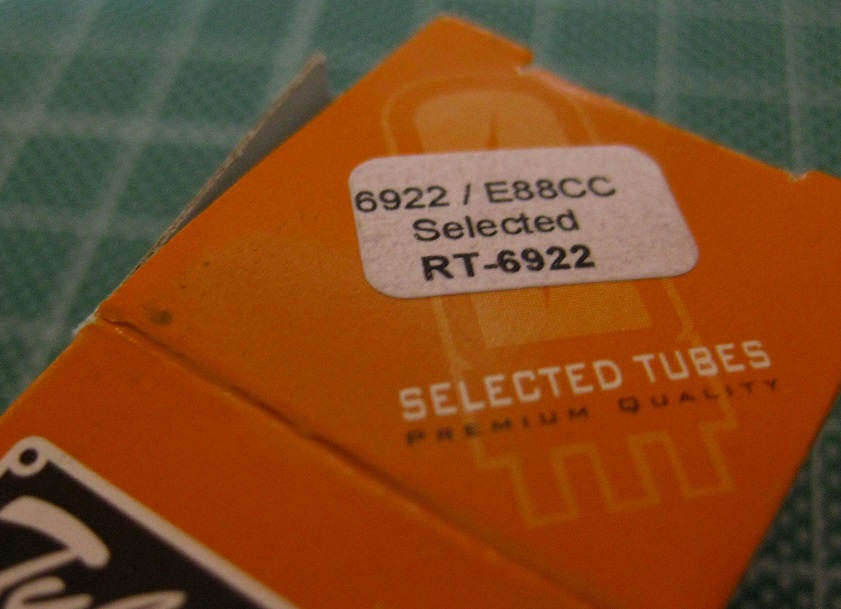 6922 / E88CC
Selected
RT-6922
SELECTED TUBES
PREMIUM QUALITY